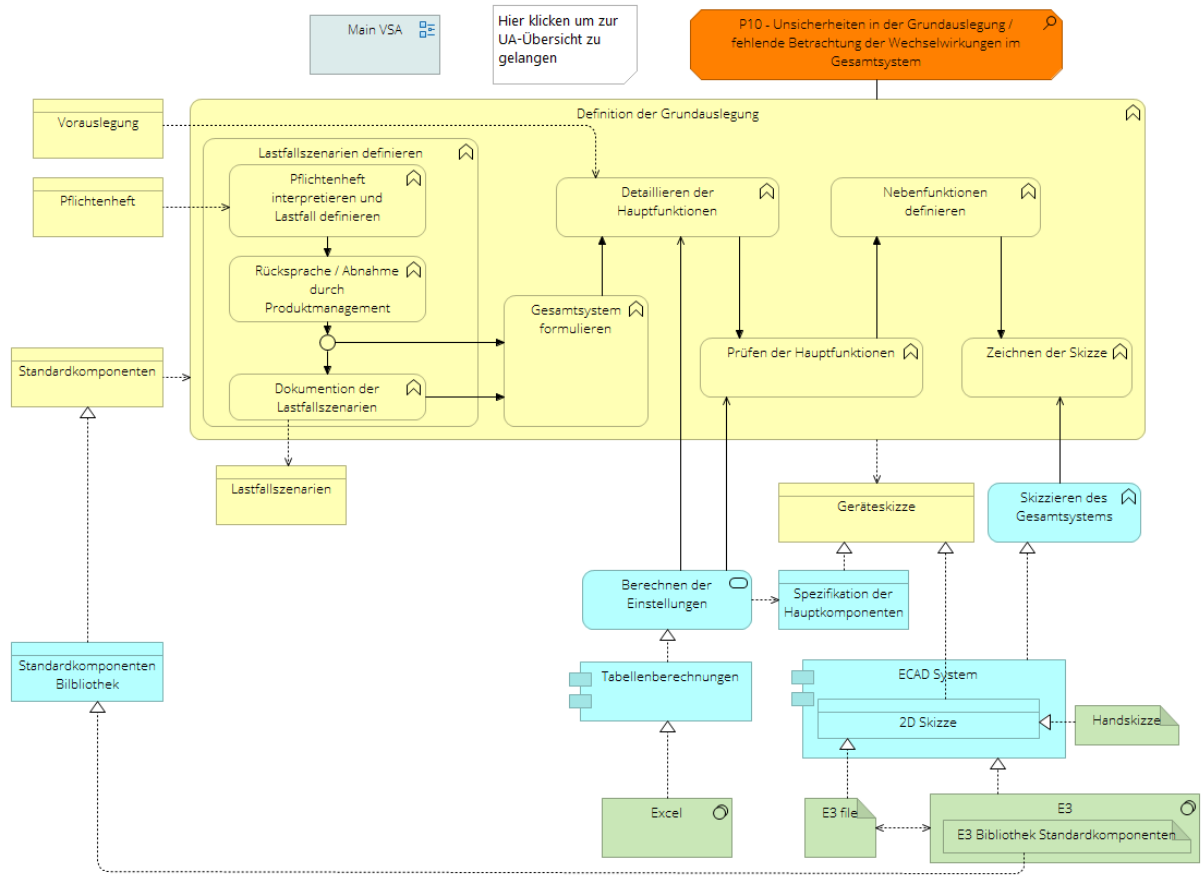 Main VSA
Hier klicken um zur
UA-Übersicht zu
gelangen
P10 - Unsicherheiten in der Grundauslegung /
fehlende Betrachtung der Wechselwirkungen im
Gesamtsystem
Vorauslegung
Definition der Grundauslegung
Lastfallszenarien definieren
Pflichtenheft
interpretieren und
Lastfall definieren
Detaillieren der
Hauptfunktionen
Nebenfunktionen
definieren
Pflichtenheft
Rücksprache / Abnahme
durch
Produktmanagement
Gesamtsystem
formulieren
Prüfen der Hauptfunktionen
Zeichnen der Skizze
Standardkomponenten
Dokumention der
Lastfallszenarien
Lastfallszenarien
Geräteskizze
Skizzieren des
Gesamtsystems
Berechnen der
Einstellungen
Spezifikation der
Hauptkomponenten
Standardkomponenten
Bilbliothek
Tabellenberechnungen
ECAD System
2D Skizze
Handskizze
Excel
E3 file
E3
E3 Bibliothek Standardkomponenten